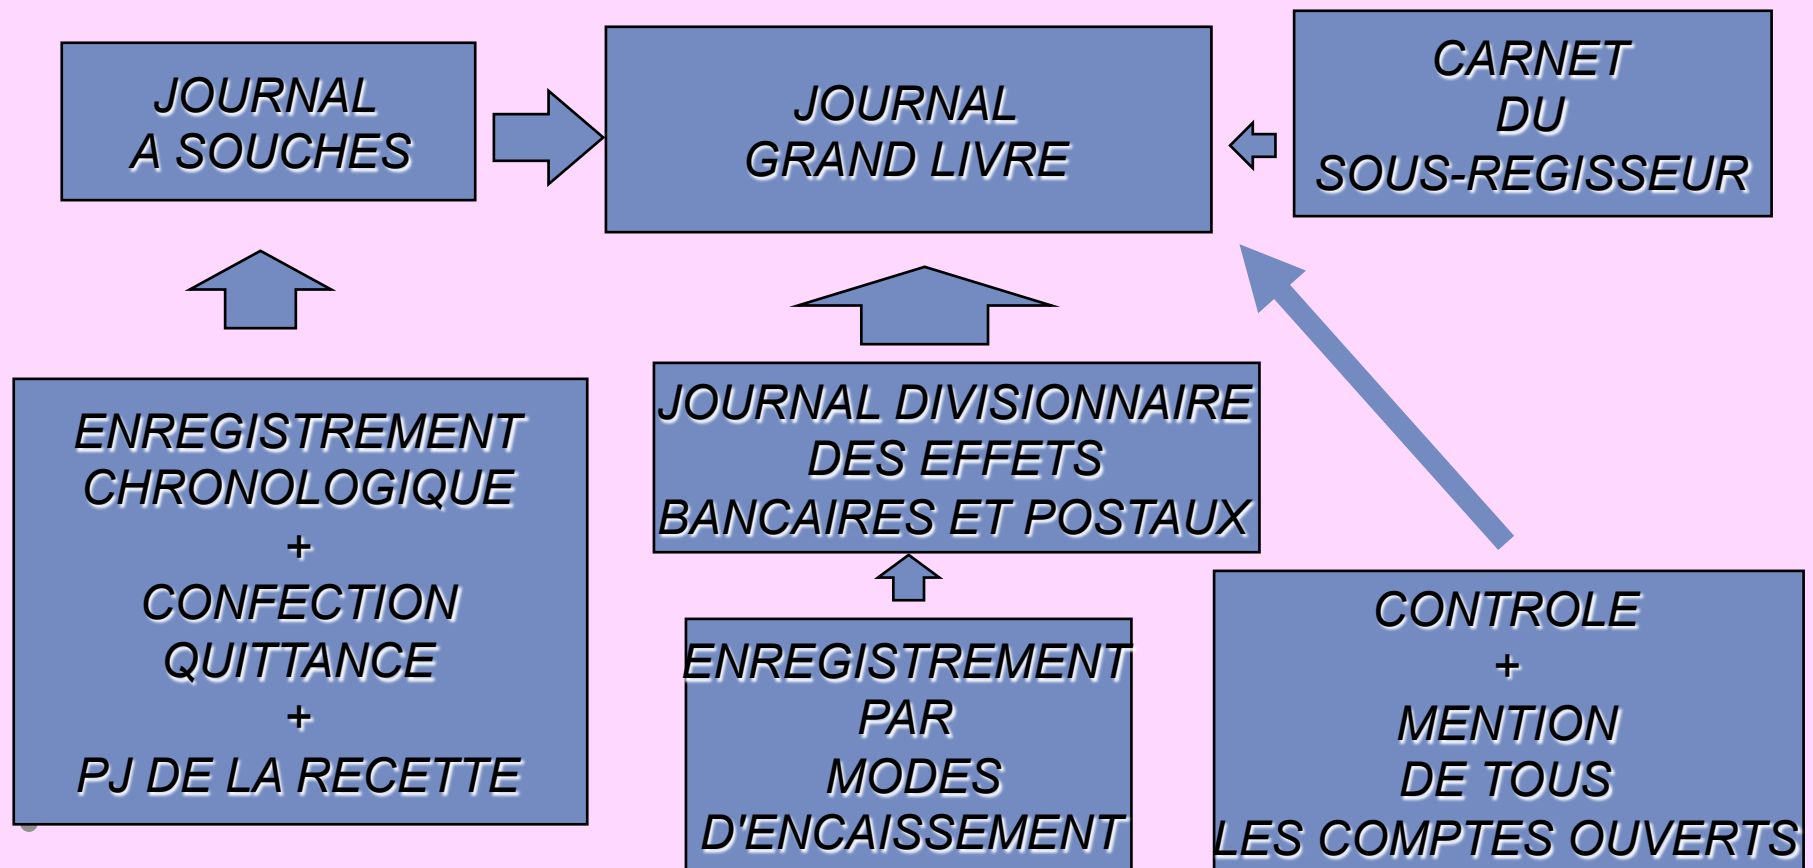 JOURNAL
A SOUCHES
JOURNAL
GRAND LIVRE
CARNET
DU
SOUS-REGISSEUR
ENREGISTREMENT
CHRONOLOGIQUE
+
CONFECTION
QUITTANCE
+
PJ DE LA RECETTE
JOURNAL DIVISIONNAIRE
DES EFFETS
BANCAIRES ET POSTAUX
ENREGISTREMENT
PAR
MODES
D'ENCAISSEMENT
CONTROLE
+
MENTION
DE TOUS
LES COMPTES OUVERTS